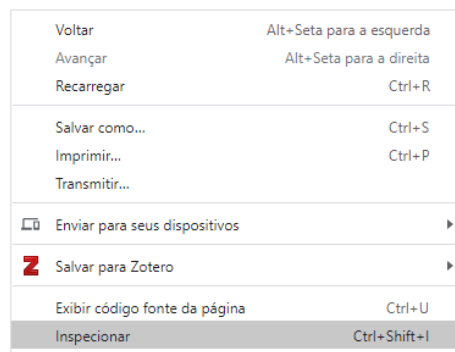 Voltar Alt+Seta para a esquerda
Avançar Alt+Seta para a direita
Recarregar Ctrl+R
Salvar como... Ctrl+S
Imprimir... Ctrl+P
Transmitir...
Enviar para seus dispositivos
Z Salvar para Zotero
Exibir código fonte da página Ctrl+U
Inspecionar Ctrl+Shift+I